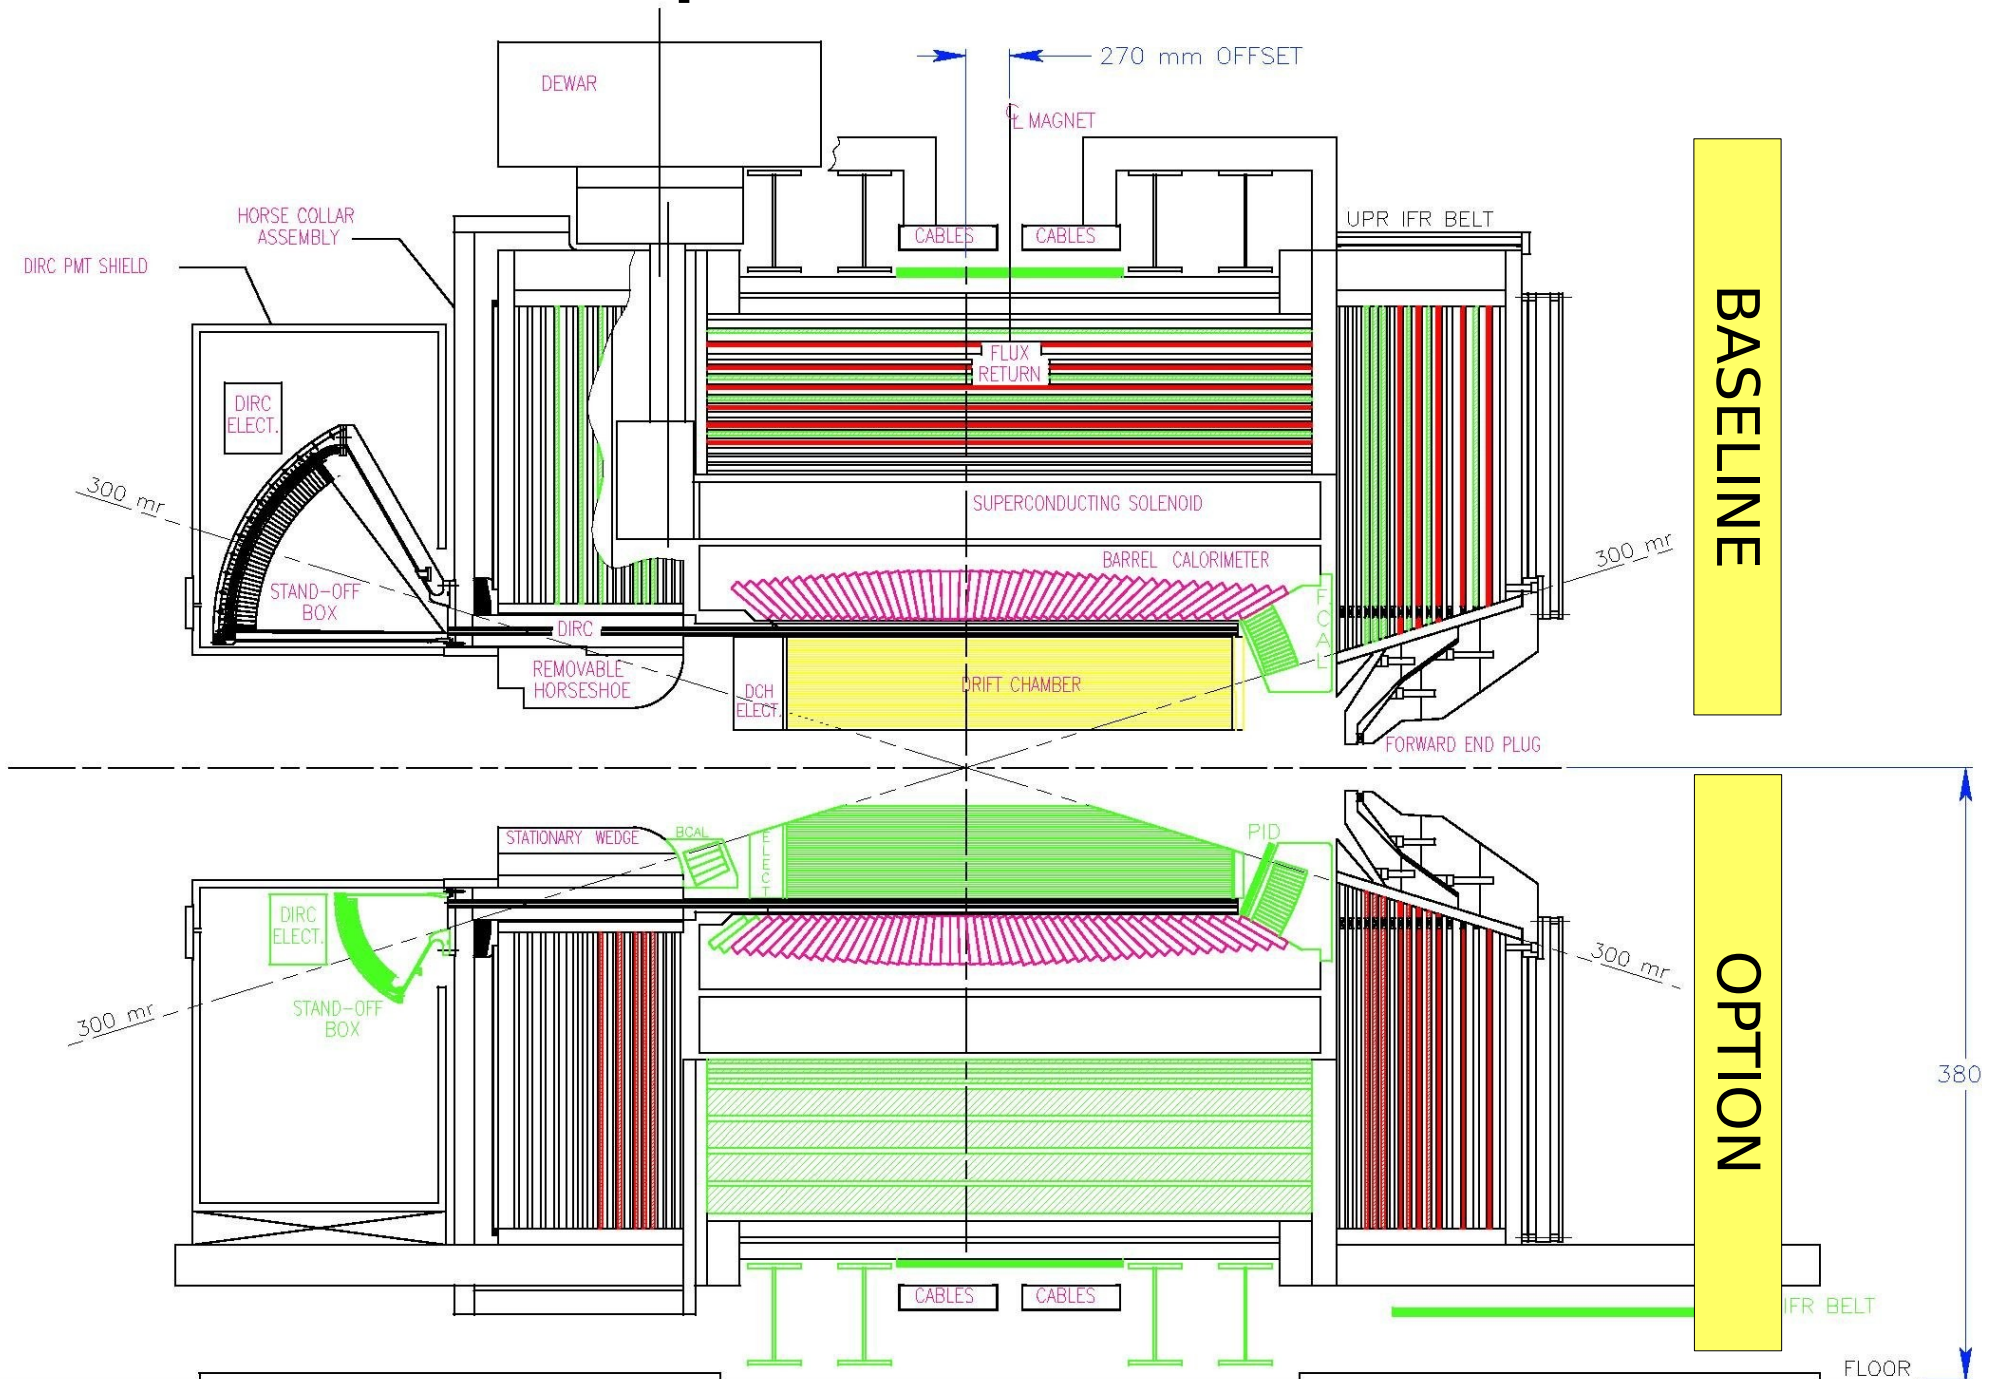 270 mm OFFSET
DEWAR
℄ MAGNET
HORSE COLLAR
ASSEMBLY
UPR IFR BELT
CABLES
CABLES
DIRC PMT SHIELD
BASELINE
FLUX
RETURN
DIRC
ELECT.
300 mr
SUPERCONDUCTING SOLENOID
300 mr
BARREL CALORIMETER
STAND-OFF
BOX
FCAL
DIRC
REMOVABLE
HORSESHOE
DCH
ELECT.
DRIFT CHAMBER
FORWARD END PLUG
STATIONARY WEDGE
BCAL
ELECT
PID
DIRC
ELECT.
OPTION
300 mr
STAND-OFF
BOX
300 mr
380
CABLES
CABLES
IFR BELT
FLOOR